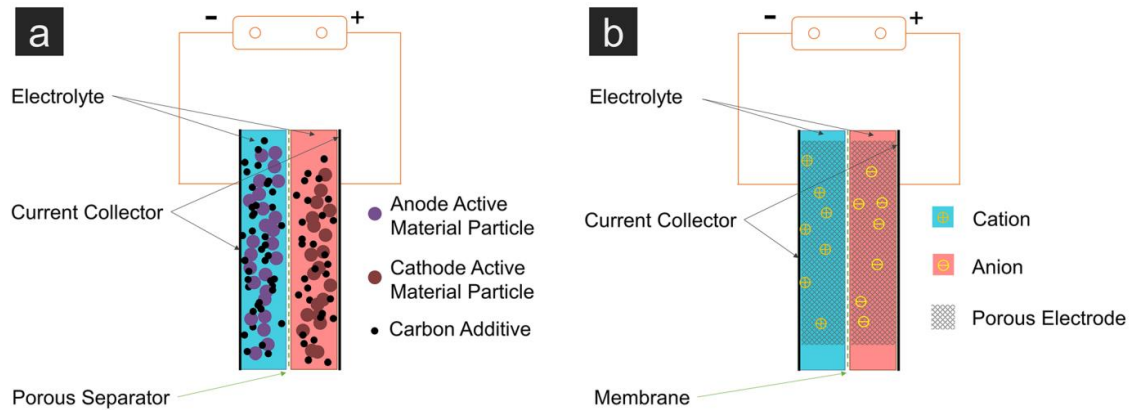 a
- +
Electrolyte
Current Collector
Anode Active
Material Particle
Cathode Active
Material Particle
Carbon Additive
Porous Separator
b
- +
Electrolyte
Current Collector
Cation
Anion
Porous Electrode
Membrane